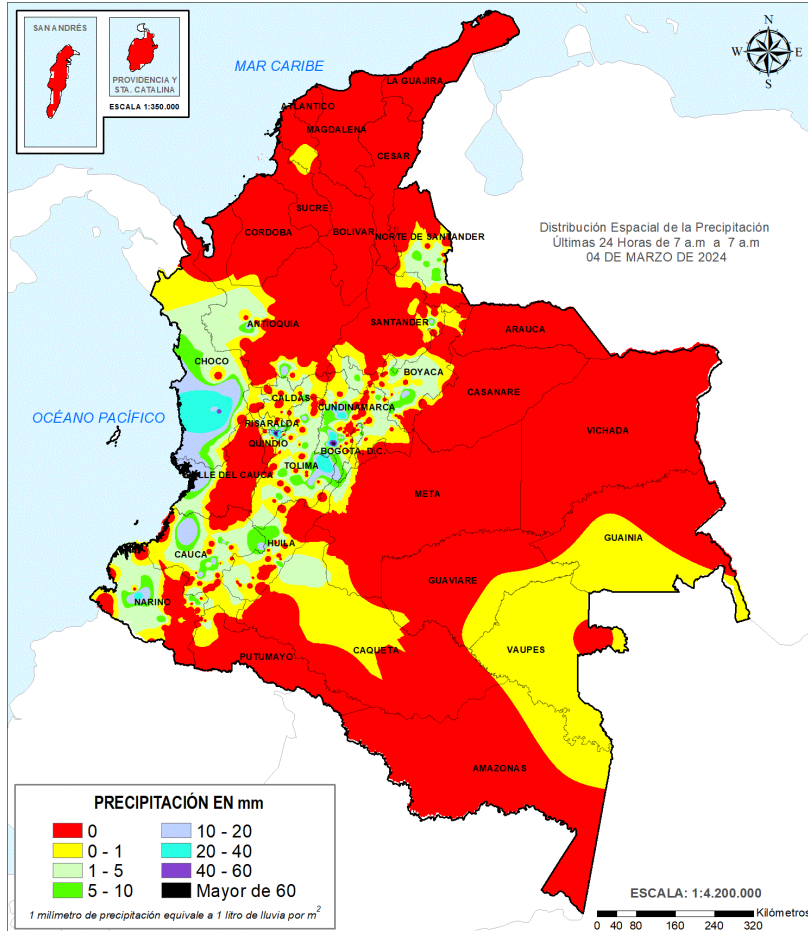 SAN ANDRÉS
PROVIDENCIA Y
STA. CATALINA
ESCALA 1:350.000
MAR CARIBE
N
W E
S
LA GUAJIRA
ATLANTICO
MAGDALENA
CESAR
SUCRE
CORDOBA
BOLIVAR
NORTE DE SANTANDER
Distribución Espacial de la Precipitación
Últimas 24 Horas de 7 a.m a 7 a.m
04 DE MARZO DE 2024
ANTIOQUIA
SANTANDER
ARAUCA
CHOCO
BOYACA
CASANARE
CALDAS
CUNDINAMARCA
OCÉANO PACÍFICO
RISARALDA
VICHADA
QUINDIO
BOGOTA, D.C.
TOLIMA
VALLE DEL CAUCA
META
GUAINIA
HUILA
CAUCA
GUAVIARE
NARIÑO
VAUPES
CAQUETA
PUTUMAYO
AMAZONAS
PRECIPITACIÓN EN mm
0 10 - 20
0 - 1 20 - 40
1 - 5 40 - 60
5 - 10 Mayor de 60
1 milímetro de precipitación equivale a 1 litro de lluvia por m2
ESCALA: 1:4.200.000
Kilómetros
0 40 80 160 240 320